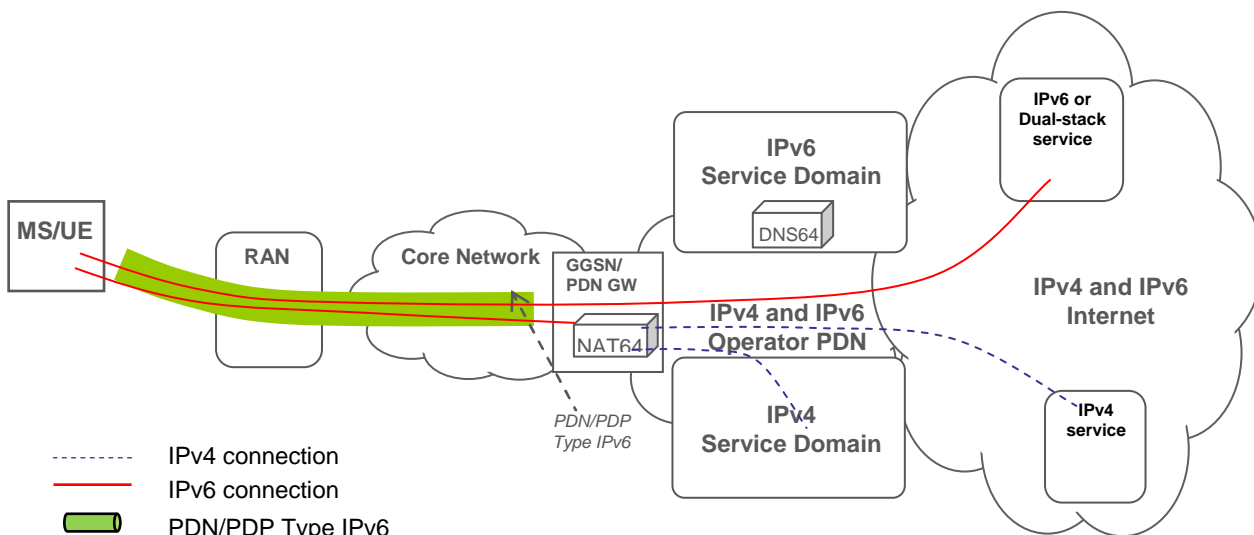 IPv6 or
Dual-stack
service
IPv6
Service Domain
DNS64
MS/UE
RAN
Core Network
GGSN/
PDN GW
NAT64
IPv4 and IPv6
Operator PDN
IPv4 and IPv6
Internet
PDN/PDP
Type IPv6
IPv4
Service Domain
IPv4
service
IPv4 connection
IPv6 connection
PDN/PDP Type IPv6